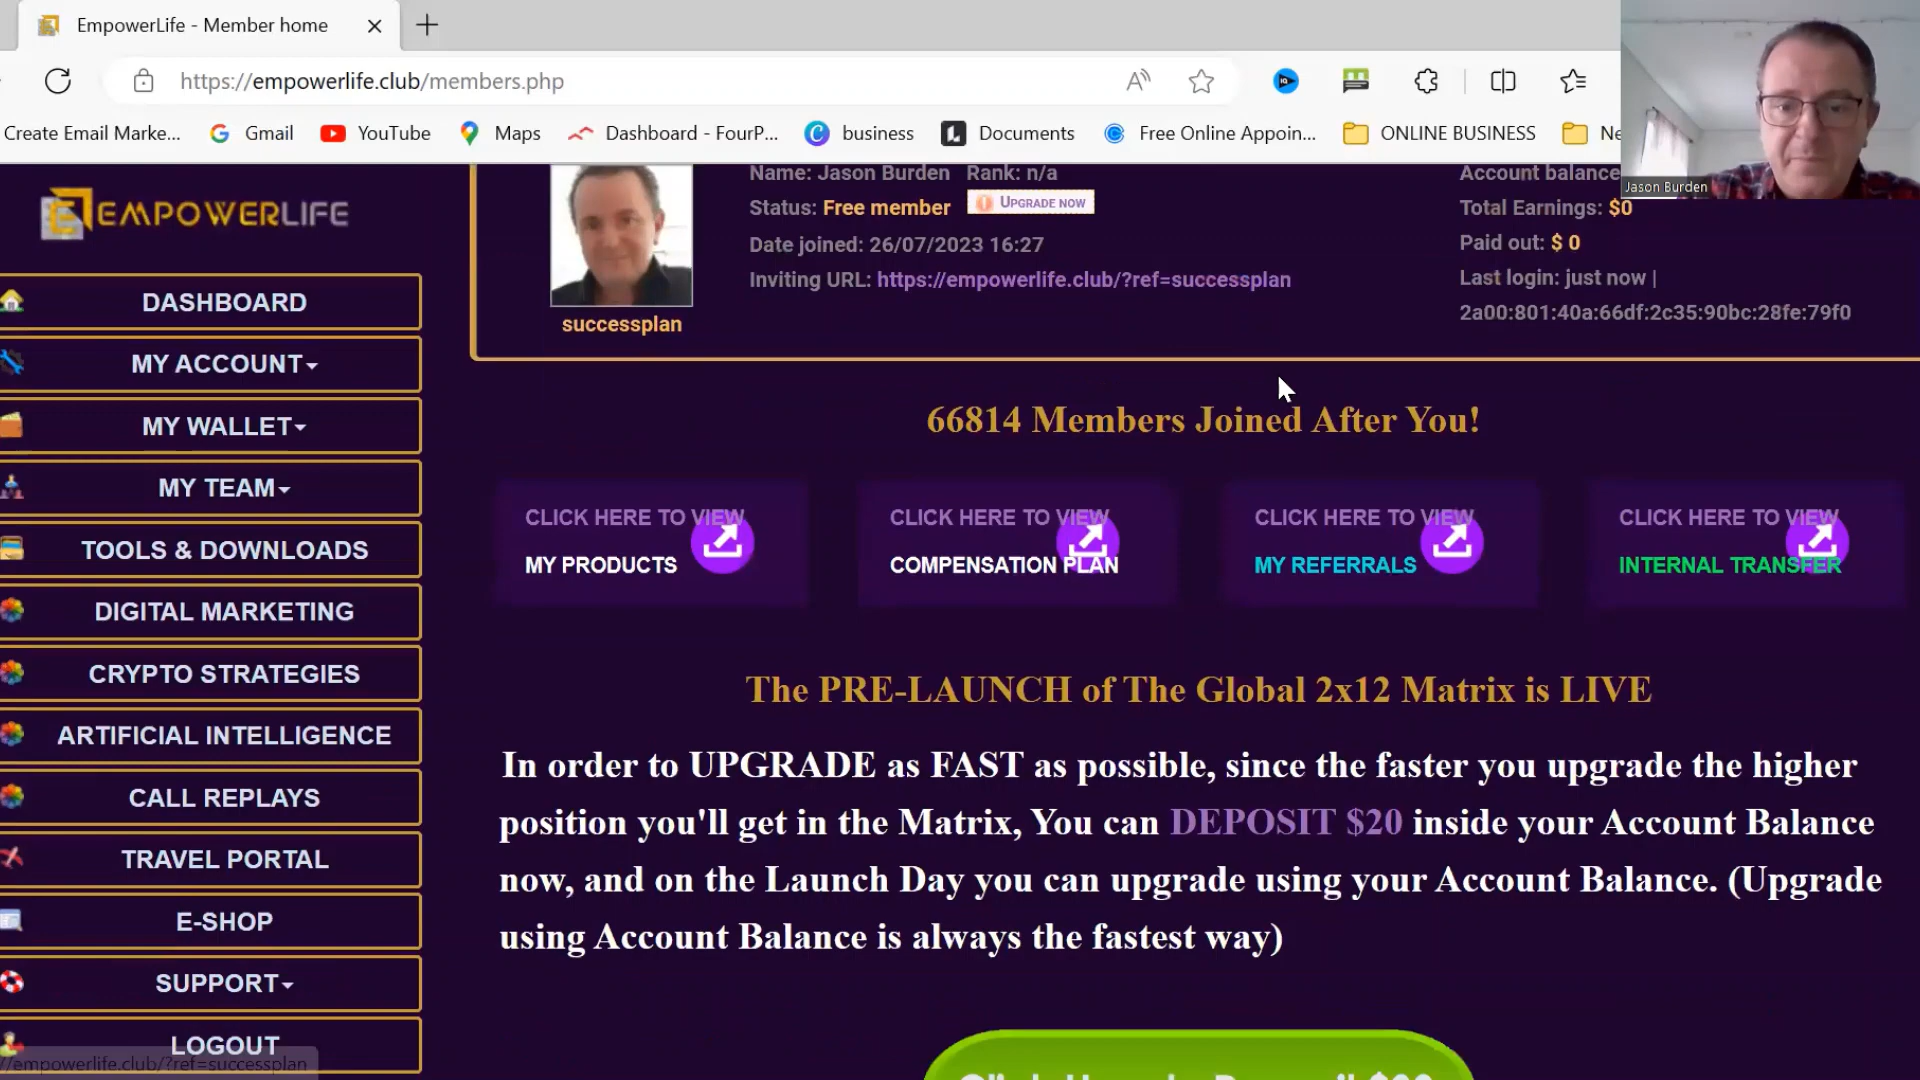 EmpowerLife - Member home
https://empowerlife.club/members.php
Create Email Marke...
Gmail
YouTube
Maps
Dashboard - FourP...
business
Documents
Free Online Appoin...
ONLINE BUSINESS
Ne
Jason Burden
EMPOWERLIFE
DASHBOARD
MY ACCOUNT
MY WALLET
MY TEAM
TOOLS & DOWNLOADS
DIGITAL MARKETING
CRYPTO STRATEGIES
ARTIFICIAL INTELLIGENCE
CALL REPLAYS
TRAVEL PORTAL
E-SHOP
SUPPORT
LOGOUT
/empowerlife.club/?ref=successplan
successplan
Name: Jason Burden Rank: n/a
Status: Free member UPGRADE NOW
Date joined: 26/07/2023 16:27
Inviting URL: https://empowerlife.club/?ref=successplan
Account balance
Total Earnings: $0
Paid out: $ 0
Last login: just now |
2a00:801:40a:66df:2c35:90bc:28fe:79f0
66814 Members Joined After You!
CLICK HERE TO VIEW
MY PRODUCTS
CLICK HERE TO VIEW
COMPENSATION PLAN
CLICK HERE TO VIEW
MY REFERRALS
CLICK HERE TO VIEW
INTERNAL TRANSFER
The PRE-LAUNCH of The Global 2x12 Matrix is LIVE
In order to UPGRADE as FAST as possible, since the faster you upgrade the higher
position you'll get in the Matrix, You can DEPOSIT $20 inside your Account Balance
now, and on the Launch Day you can upgrade using your Account Balance. (Upgrade
using Account Balance is always the fastest way)